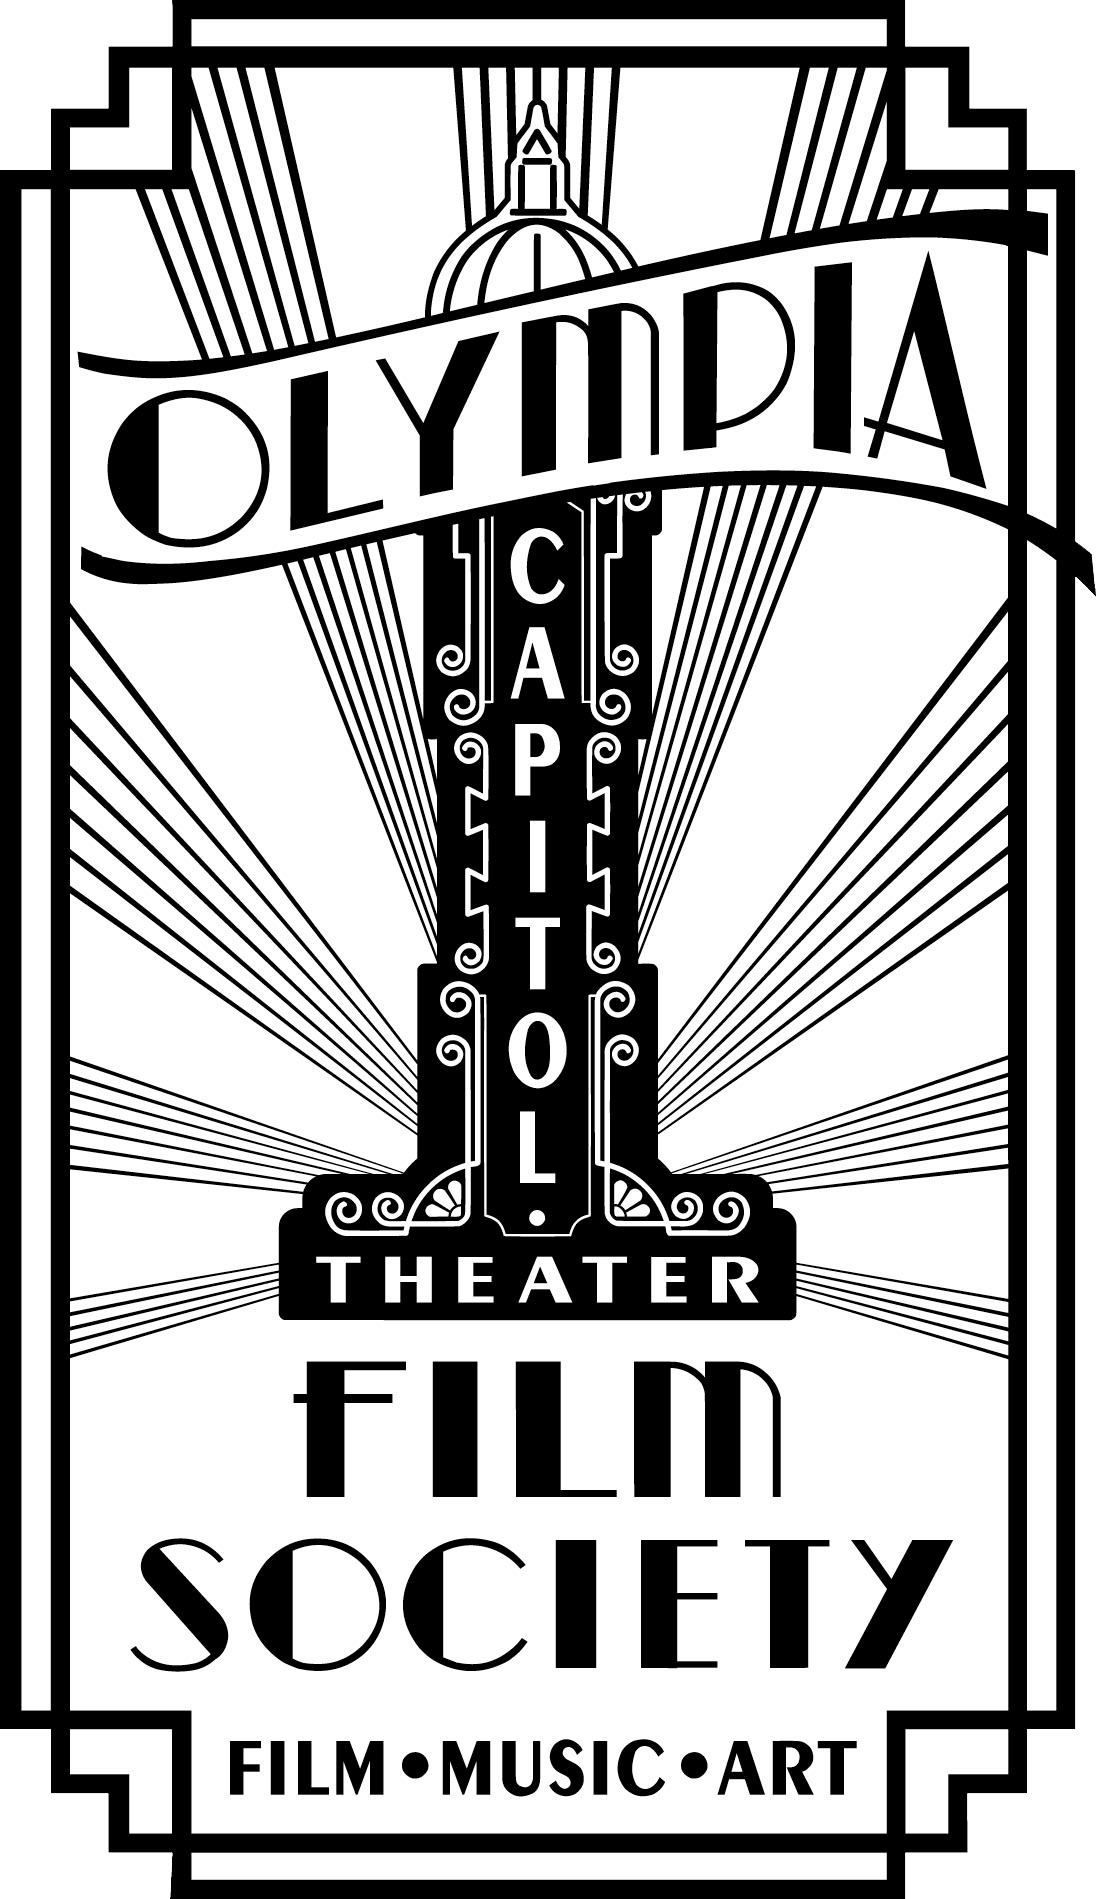 OLYMPIA
CAPITOL
THEATER
FILM
SOCIETY
FILM•MUSIC•ART